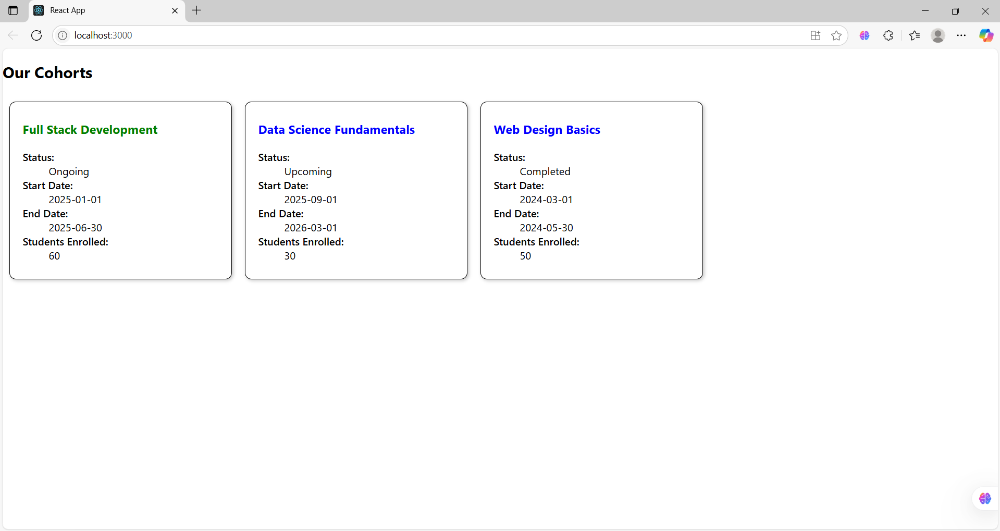 React App
localhost:3000
Our Cohorts
Full Stack Development
Status:
Ongoing
Start Date:
2025-01-01
End Date:
2025-06-30
Students Enrolled:
60
Data Science Fundamentals
Status:
Upcoming
Start Date:
2025-09-01
End Date:
2026-03-01
Students Enrolled:
30
Web Design Basics
Status:
Completed
Start Date:
2024-03-01
End Date:
2024-05-30
Students Enrolled:
50